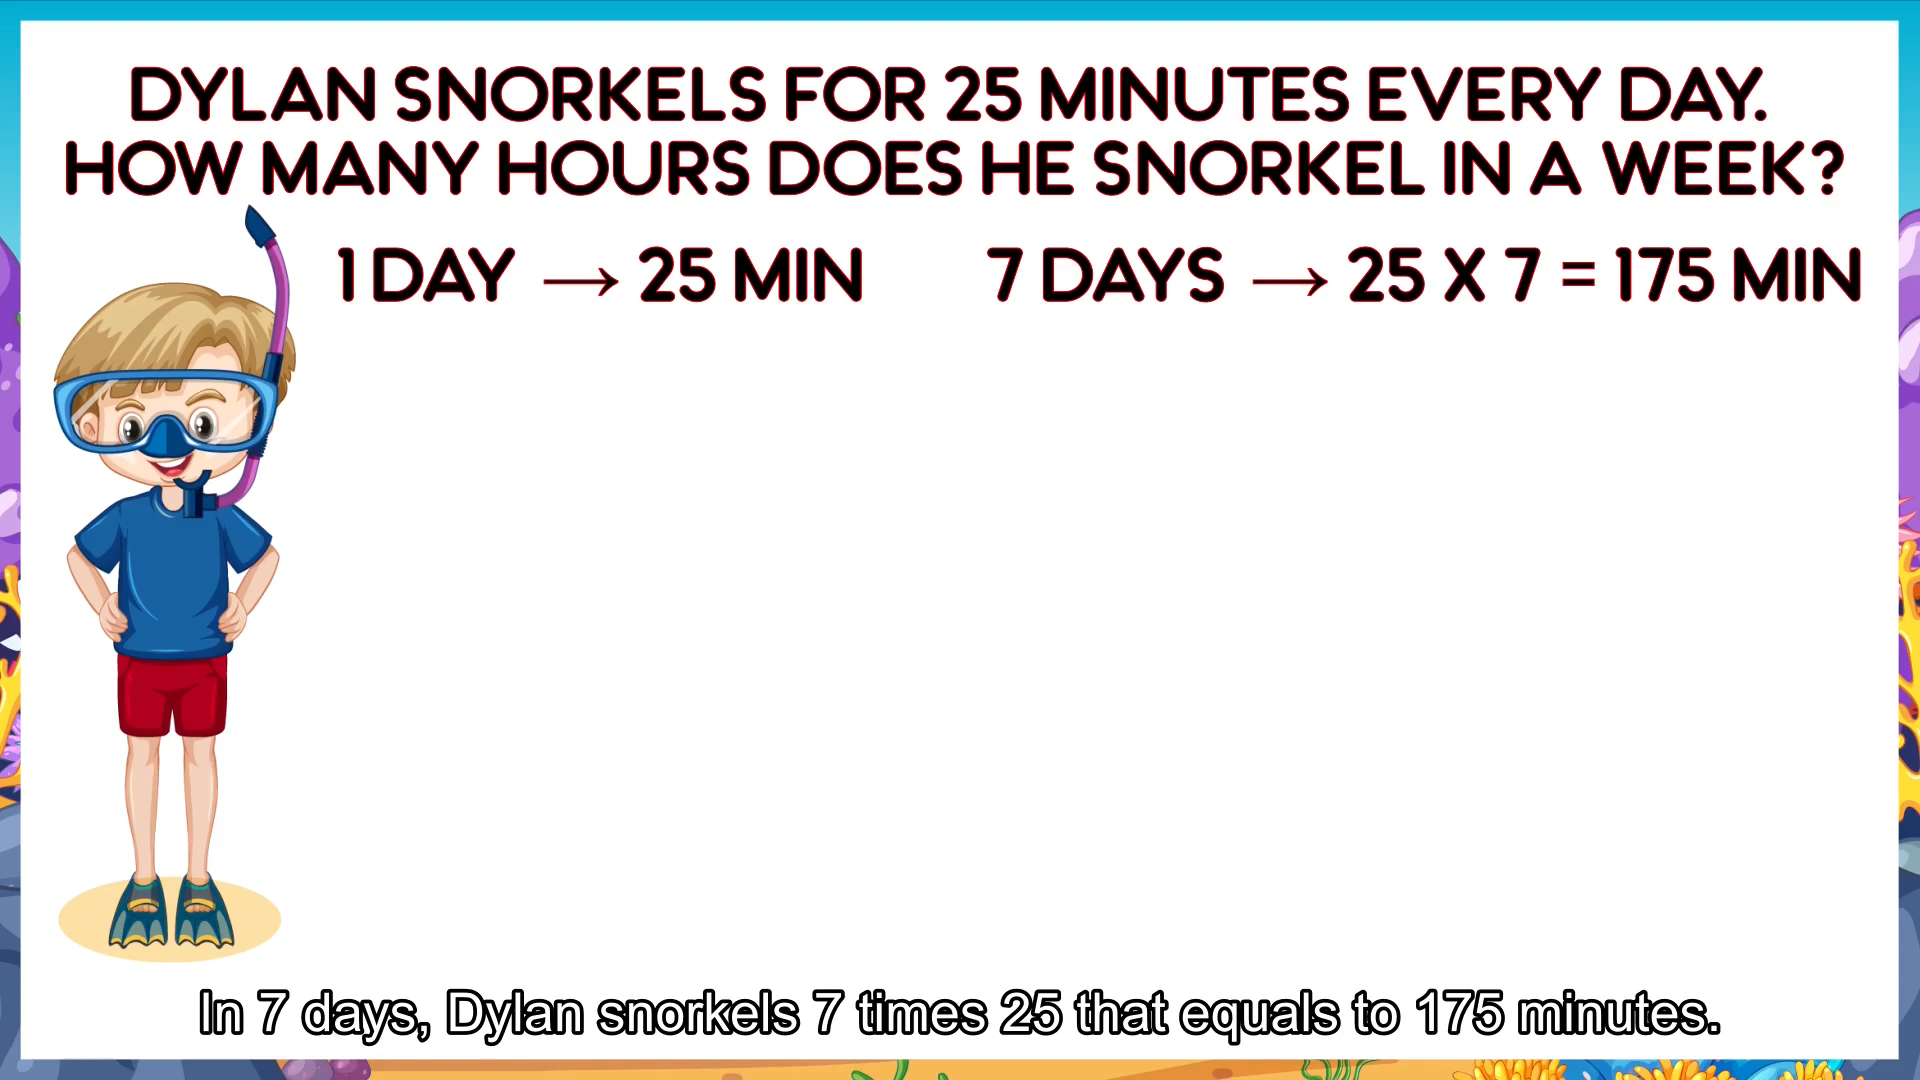 DYLAN SNORKELS FOR 25 MINUTES EVERY DAY.
HOW MANY HOURS DOES HE SNORKEL IN A WEEK?
1 DAY → 25 MIN 7 DAYS → 25 X 7 = 175 MIN
In 7 days, Dylan snorkels 7 times 25 that equals to 175 minutes.